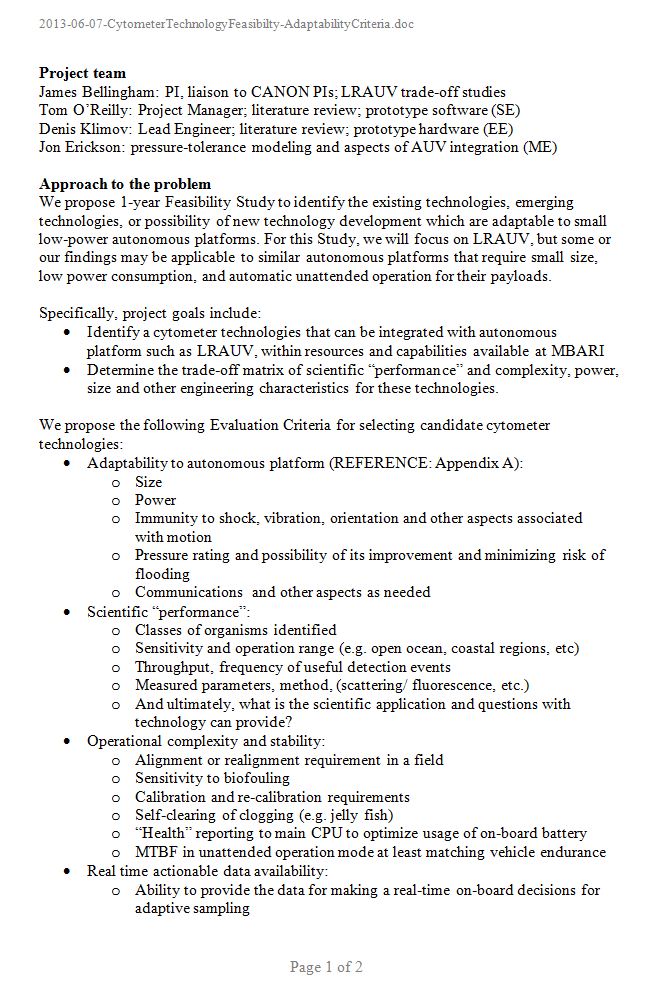 2013-06-07-CytometerTechnologyFeasibilty-AdaptabilityCriteria.doc
Project team
James Bellingham: PI, liaison to CANON PIs; LRAUV trade-off studies
Tom O’Reilly: Project Manager; literature review; prototype software (SE)
Denis Klimov: Lead Engineer; literature review; prototype hardware (EE)
Jon Erickson: pressure-tolerance modeling and aspects of AUV integration (ME)
Approach to the problem
We propose 1-year Feasibility Study to identify the existing technologies, emerging
technologies, or possibility of new technology development which are adaptable to small
low-power autonomous platforms. For this Study, we will focus on LRAUV, but some or
our findings may be applicable to similar autonomous platforms that require small size,
low power consumption, and automatic unattended operation for their payloads.
Specifically, project goals include:
• Identify a cytometer technologies that can be integrated with autonomous
platform such as LRAUV, within resources and capabilities available at MBARI
• Determine the trade-off matrix of scientific “performance” and complexity, power,
size and other engineering characteristics for these technologies.
We propose the following Evaluation Criteria for selecting candidate cytometer
technologies:
• Adaptability to autonomous platform (REFERENCE: Appendix A):
o Size
o Power
o Immunity to shock, vibration, orientation and other aspects associated
with motion
o Pressure rating and possibility of its improvement and minimizing risk of
flooding
o Communications and other aspects as needed
• Scientific “performance”:
o Classes of organisms identified
o Sensitivity and operation range (e.g. open ocean, coastal regions, etc)
o Throughput, frequency of useful detection events
o Measured parameters, method, (scattering/ fluorescence, etc.)
o And ultimately, what is the scientific application and questions with
technology can provide?
• Operational complexity and stability:
o Alignment or realignment requirement in a field
o Sensitivity to biofouling
o Calibration and re-calibration requirements
o Self-clearing of clogging (e.g. jelly fish)
o “Health” reporting to main CPU to optimize usage of on-board battery
o MTBF in unattended operation mode at least matching vehicle endurance
• Real time actionable data availability:
o Ability to provide the data for making a real-time on-board decisions for
adaptive sampling
Page 1 of 2